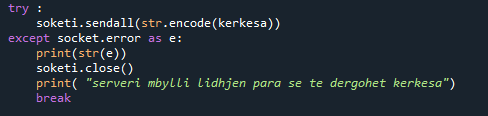 try :
    soketi.sendall(str.encode(kerkesa))
except socket.error as e:
    print(str(e))
    soketi.close()
    print( "serveri mbylli lidhjen para se te dergohet kerkesa")
    break